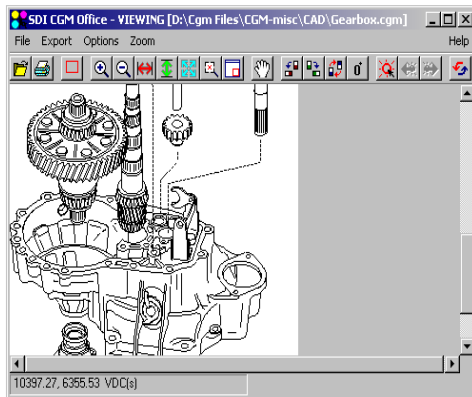 SDI CGM Office - VIEWING [D:\Cgm Files\CGM-misc\CAD\Gearbox.cgm]
File Export Options Zoom Help
0°
10397.27, 6355.53 VDC(s)